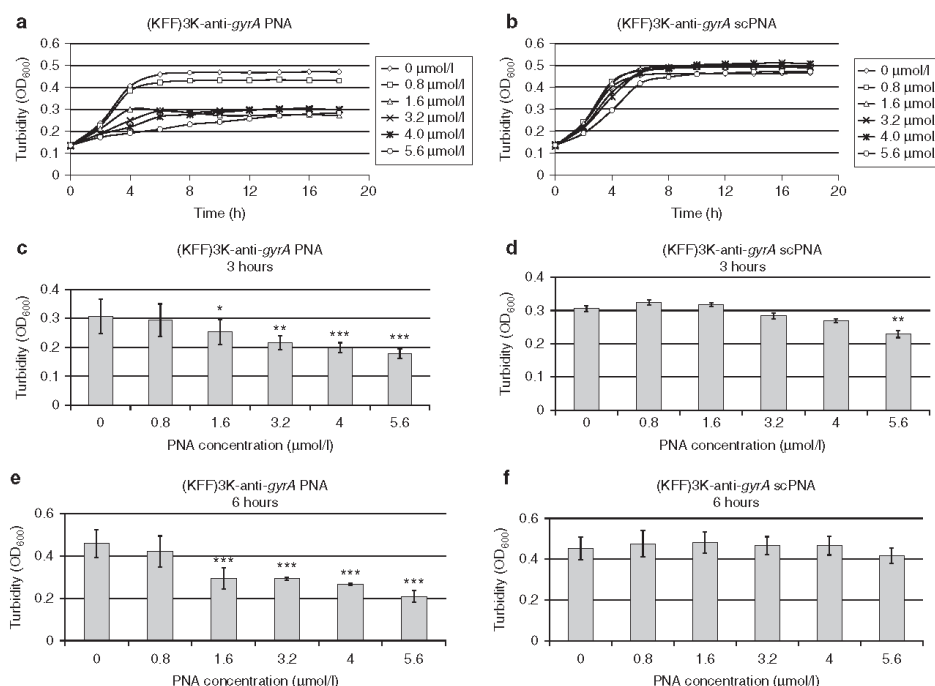 a
(KFF)3K-anti-gyrA PNA
Turbidity (OD600)
0.6
0.5
0.4
0.3
0.2
0.1
0 4 8 12 16 20
Time (h)
0 μmol/l
0.8 μmol/l
1.6 μmol/l
3.2 μmol/l
4.0 μmol/l
5.6 μmol/l
b
(KFF)3K-anti-gyrA scPNA
Turbidity (OD600)
0.6
0.5
0.4
0.3
0.2
0.1
0 4 8 12 16 20
Time (h)
0 μmol/l
0.8 μmol/l
1.6 μmol/l
3.2 μmol/l
4.0 μmol/l
5.6 μmol/l
c
(KFF)3K-anti-gyrA PNA
3 hours
Turbidity (OD600)
0.4
0.3
0.2
0.1
0
* ** *** ***
0 0.8 1.6 3.2 4 5.6
PNA concentration (μmol/l)
d
(KFF)3K-anti-gyrA scPNA
3 hours
Turbidity (OD600)
0.4
0.3
0.2
0.1
0
**
0 0.8 1.6 3.2 4 5.6
PNA concentration (μmol/l)
e
(KFF)3K-anti-gyrA PNA
6 hours
Turbidity (OD600)
0.6
0.4
0.2
0
*** *** *** ***
0 0.8 1.6 3.2 4 5.6
PNA concentration (μmol/l)
f
(KFF)3K-anti-gyrA scPNA
6 hours
Turbidity (OD600)
0.6
0.4
0.2
0
0 0.8 1.6 3.2 4 5.6
PNA concentration (μmol/l)